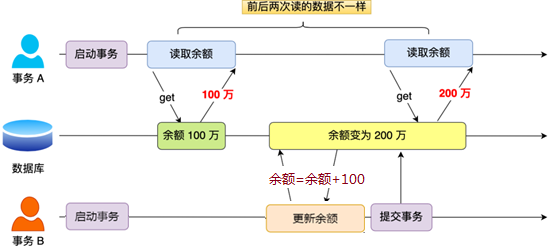 前后两次读的数据不一样
启动事务
读取余额
读取余额
事务 A
get
100 万
get
200 万
余额 100 万
余额变为 200 万
数据库
余额=余额+100
启动事务
更新余额
提交事务
事务 B